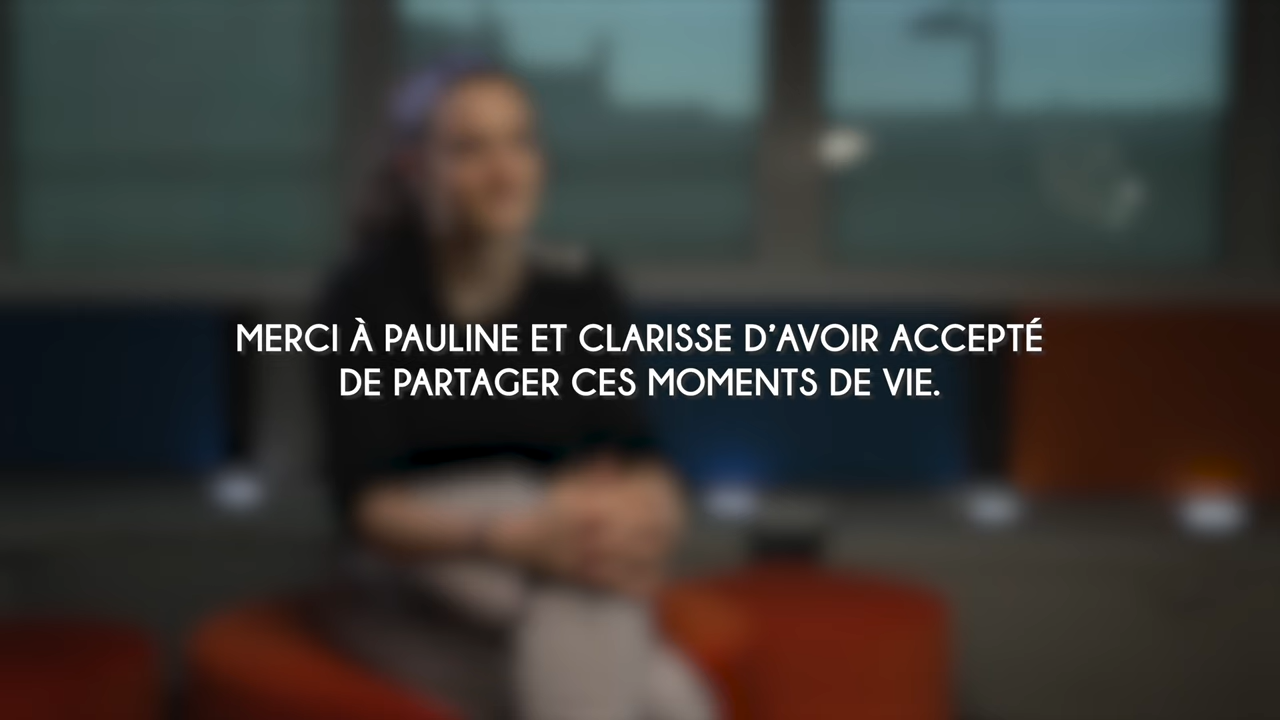 MERCI À PAULINE ET CLARISSE D’AVOIR ACCEPTÉ
DE PARTAGER CES MOMENTS DE VIE.